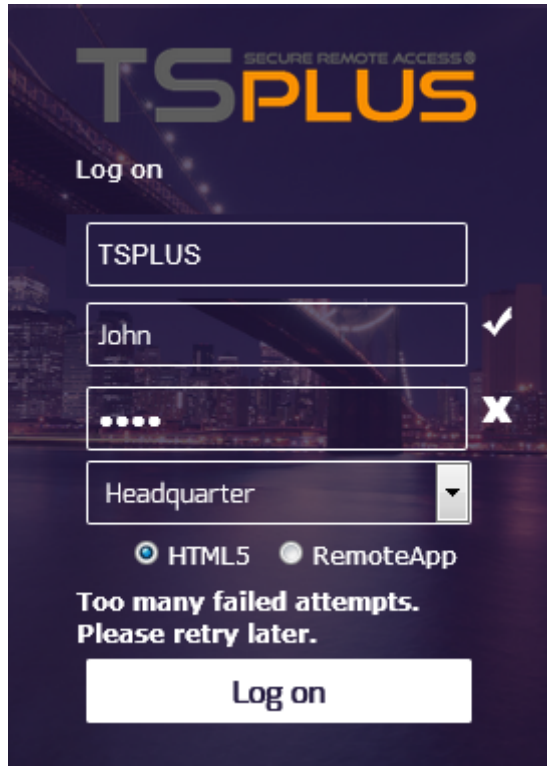 SECURE REMOTE ACCESS®
TSPLUS
Log on
TSPLUS
John
Headquarter
HTML5 RemoteApp
Too many failed attempts.
Please retry later.
Log on